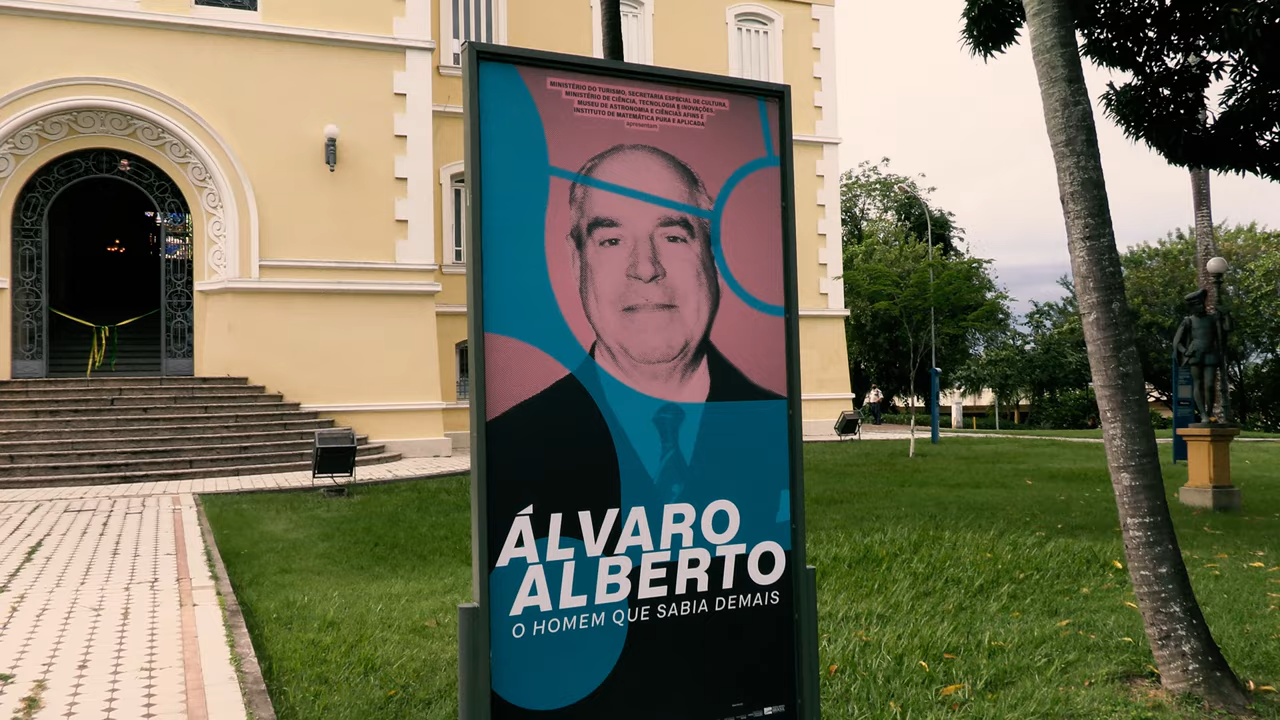 MINISTÉRIO DO TURISMO, SECRETARIA ESPECIAL DE CULTURA,
MINISTÉRIO DE CIÊNCIA, TECNOLOGIA E INOVAÇÕES,
MUSEU DE ASTRONOMIA E CIÊNCIAS AFINS E
INSTITUTO DE MATEMÁTICA PURA E APLICADA
apresentam
ÁLVARO
ALBERTO
O HOMEM QUE SABIA DEMAIS